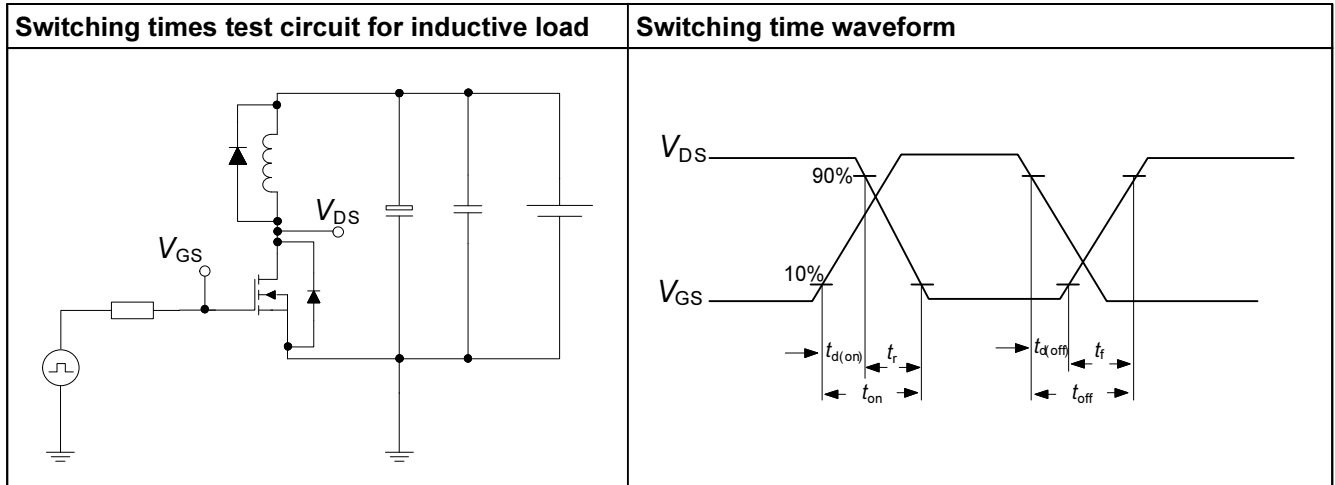 Switching times test circuit for inductive load
Switching time waveform
VDS
VGS
VDS
90%
10%
VGS
td(on)
tr
ton
td(off)
tf
toff